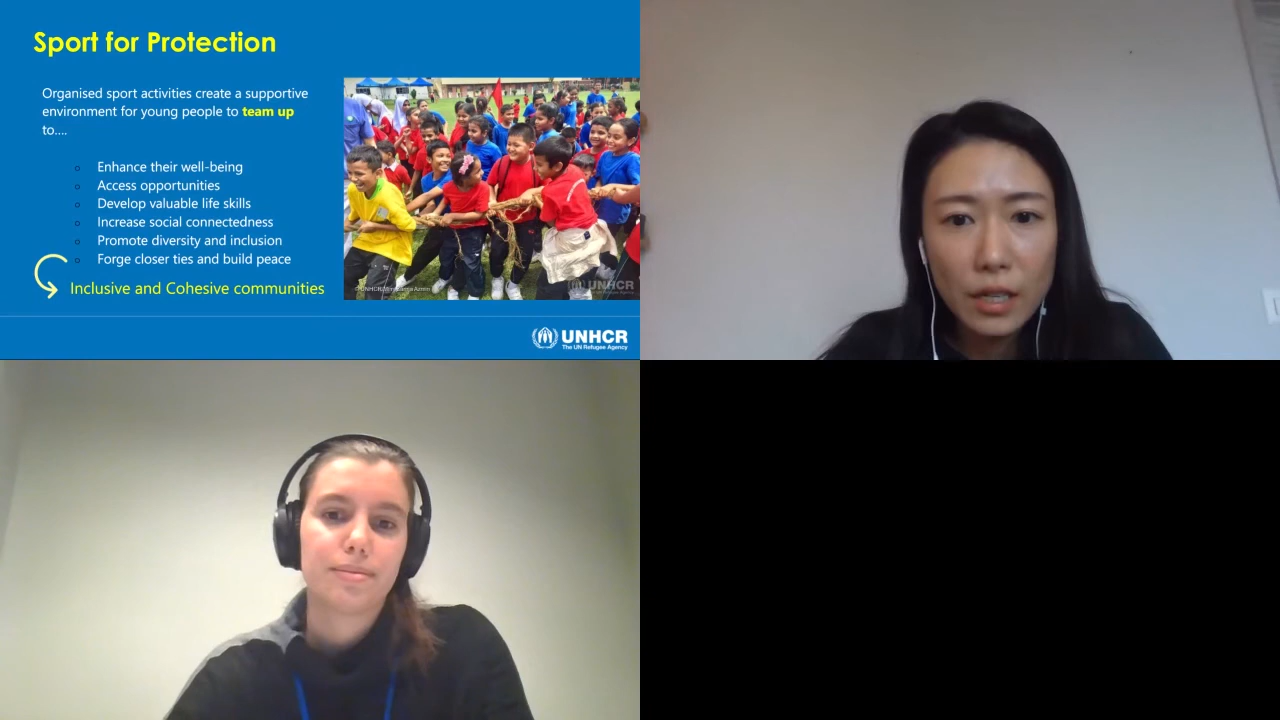 Sport for Protection
Organised sport activities create a supportive
environment for young people to team up
to....
Enhance their well-being
Access opportunities
Develop valuable life skills
Increase social connectedness
Promote diversity and inclusion
Forge closer ties and build peace
Inclusive and Cohesive communities
UNHCR
UNHCR
The UN Refugee Agency